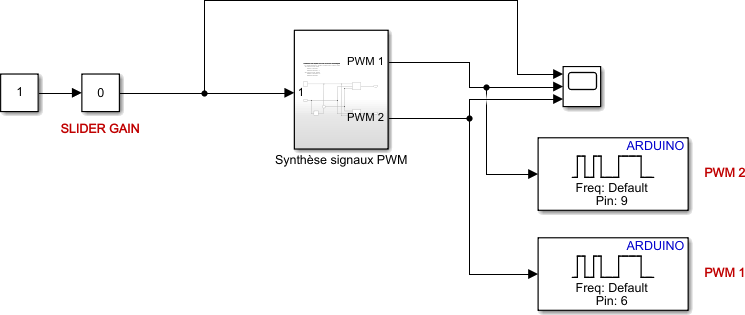 1
0
SLIDER GAIN
1
PWM 1
PWM 2
Synthèse signaux PWM
ARDUINO
Freq: Default
Pin: 9
PWM 2
ARDUINO
Freq: Default
Pin: 6
PWM 1